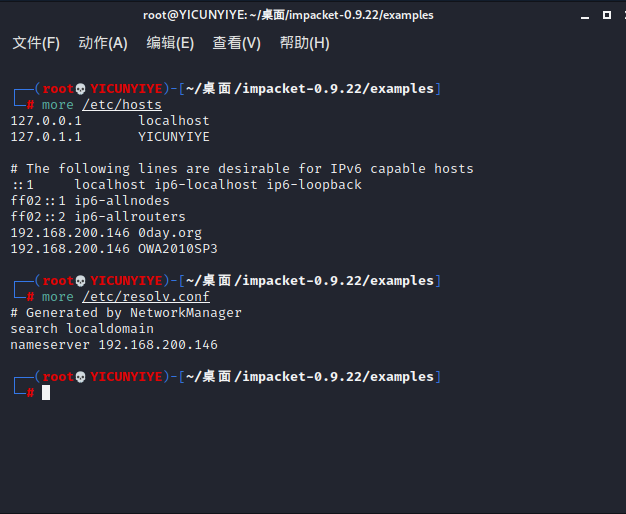 root@YICUNYIYE: ~/桌面/impacket-0.9.22/examples
文件(F) 动作(A) 编辑(E) 查看(V) 帮助(H)
┌──(root💀YICUNYIYE)-[~/桌面/impacket-0.9.22/examples]
└─# more /etc/hosts
127.0.0.1 localhost
127.0.1.1 YICUNYIYE
# The following lines are desirable for IPv6 capable hosts
::1 localhost ip6-localhost ip6-loopback
ff02::1 ip6-allnodes
ff02::2 ip6-allrouters
192.168.200.146 0day.org
192.168.200.146 OWA2010SP3
┌──(root💀YICUNYIYE)-[~/桌面/impacket-0.9.22/examples]
└─# more /etc/resolv.conf
# Generated by NetworkManager
search localdomain
nameserver 192.168.200.146
┌──(root💀YICUNYIYE)-[~/桌面/impacket-0.9.22/examples]
└─#